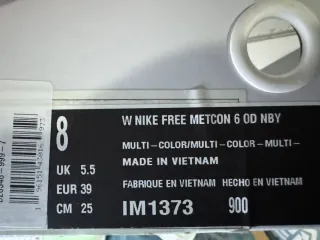 8
W NIKE FREE METCON 6 OD NBY
MULTI-COLOR/MULTI-COLOR-MULTI-
MADE IN VIETNAM
UK 5.5
EUR 39
CM 25
FABRIQUE EN VIETNAM HECHO EN VIETNAM
IM1373 900